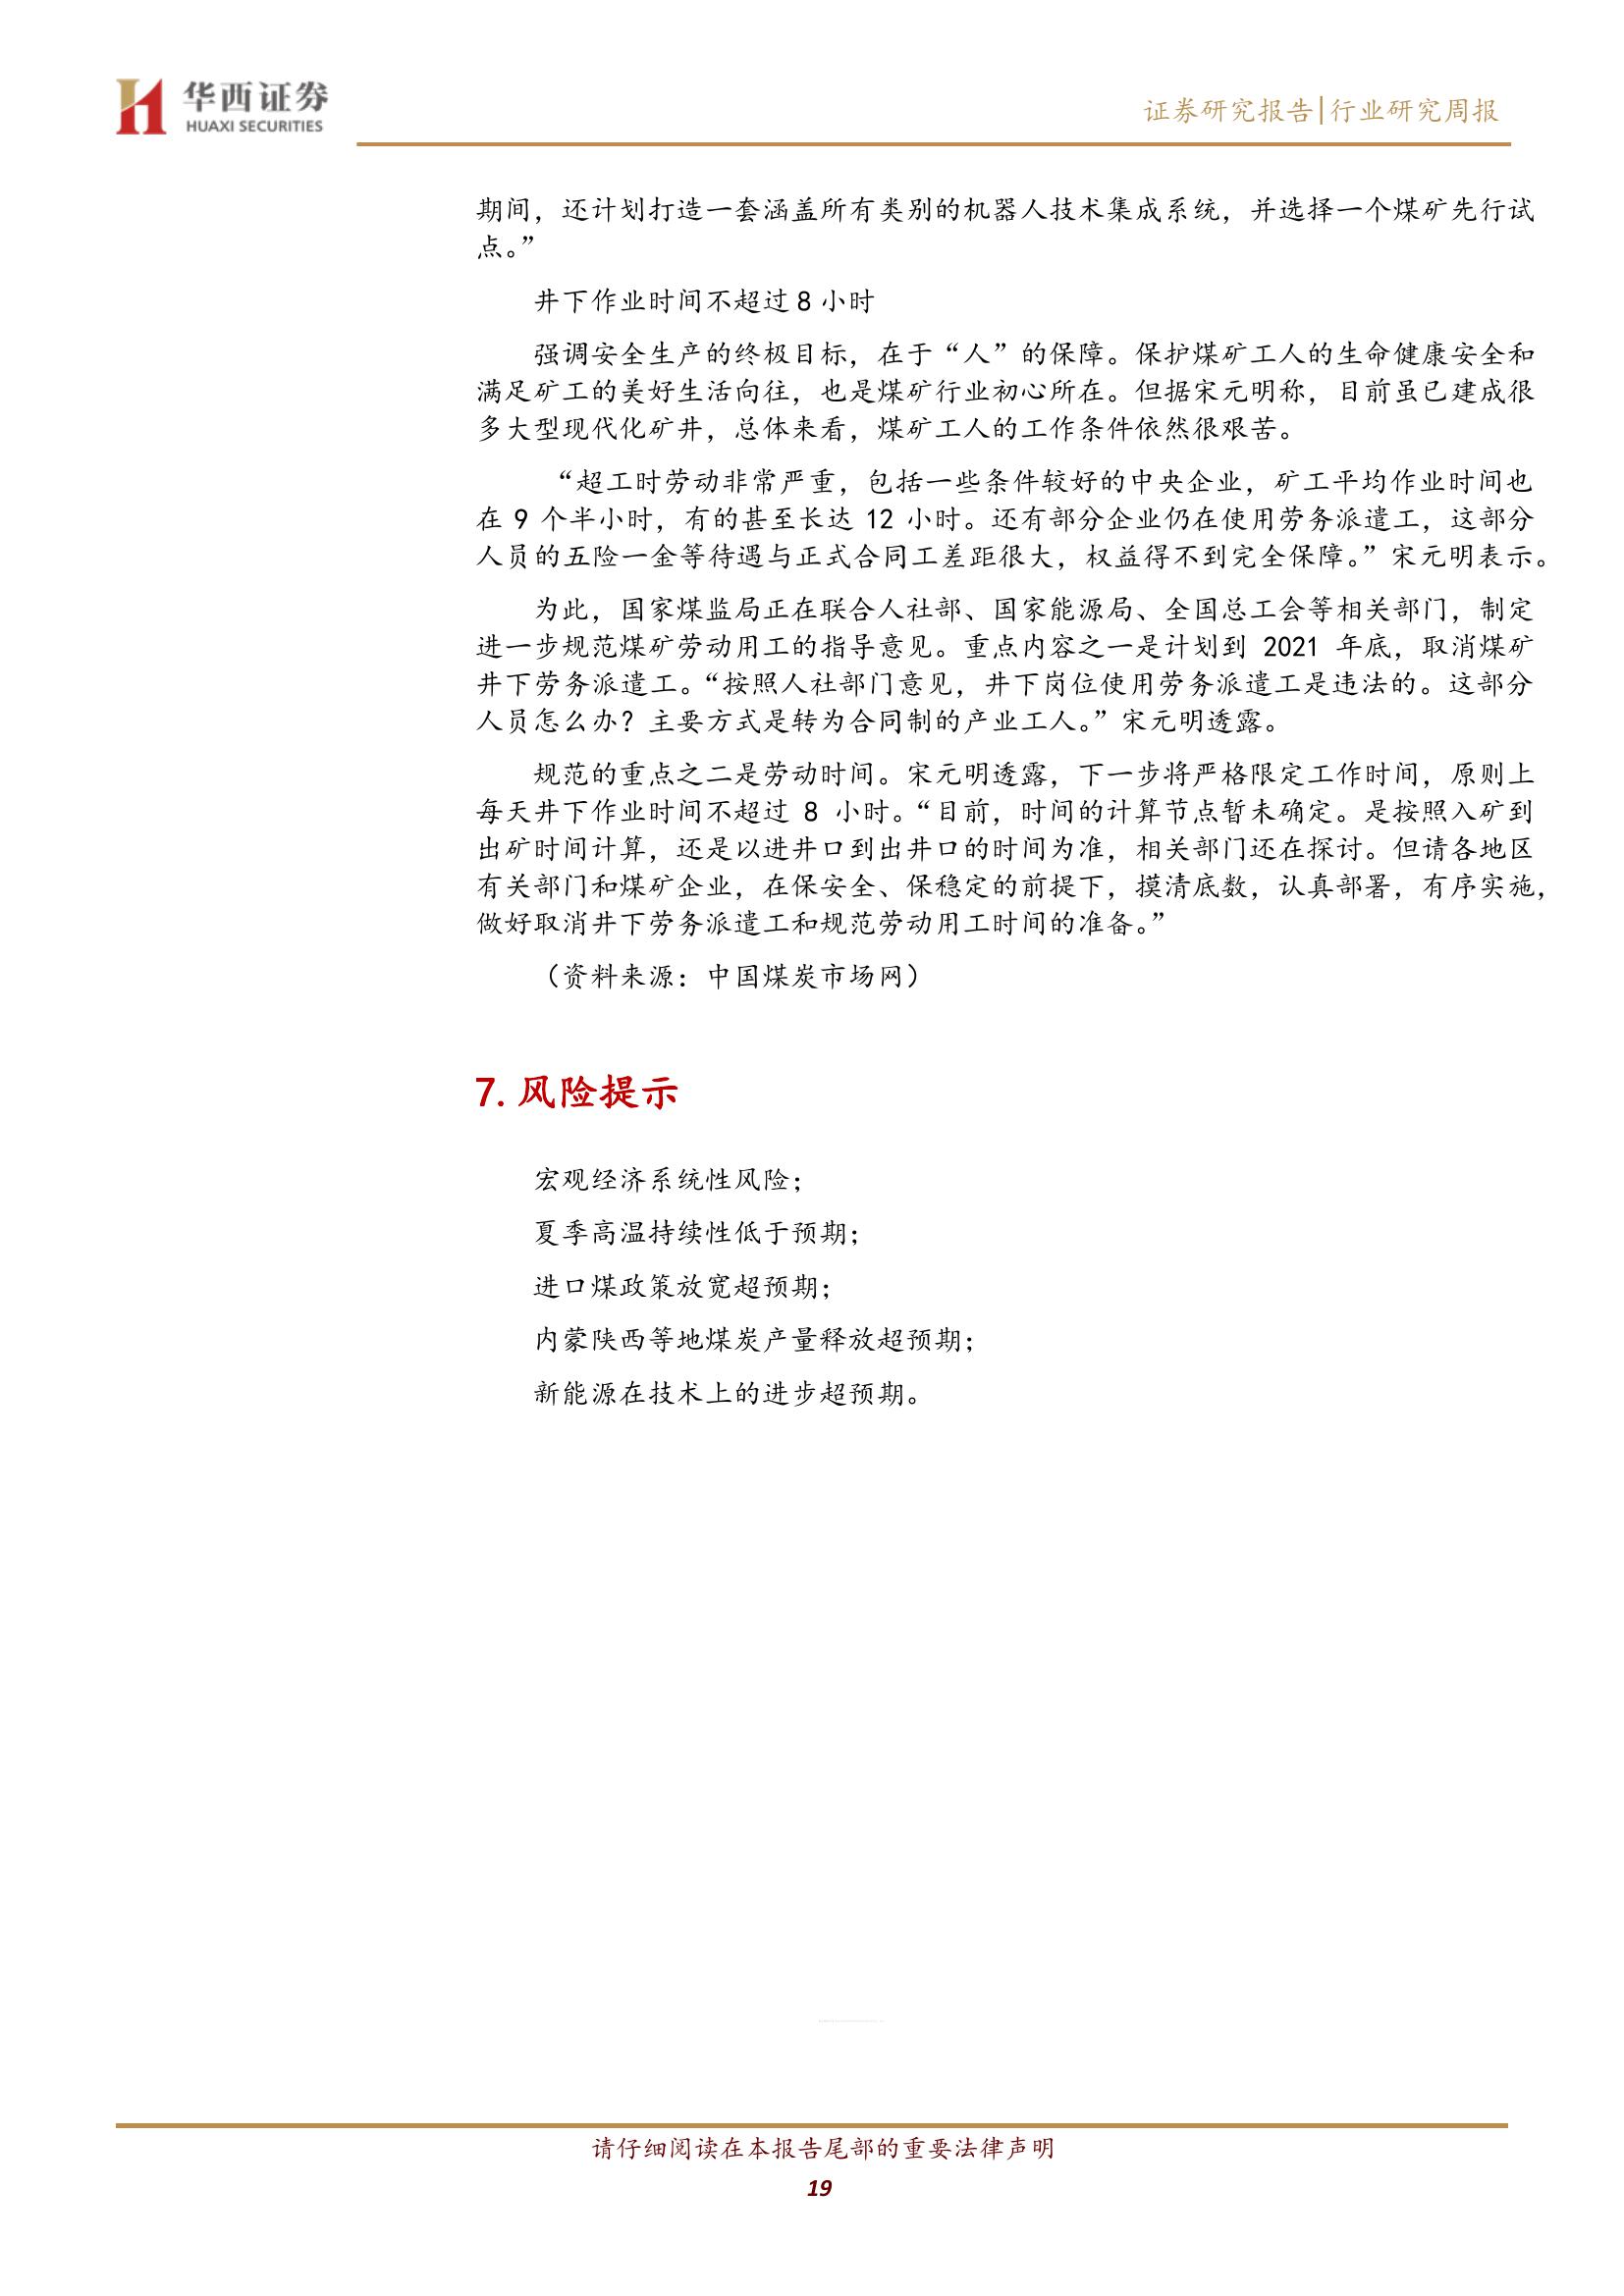 华西证券
HUAXI SECURITIES
证券研究报告|行业研究周报
期间，还计划打造一套涵盖所有类别的机器人技术集成系统，并选择一个煤矿先行试
点。”
井下作业时间不超过 8 小时
强调安全生产的终极目标，在于“人”的保障。保护煤矿工人的生命健康安全和
满足矿工的美好生活向往，也是煤矿行业初心所在。但据宋元明称，目前虽已建成很
多大型现代化矿井，总体来看，煤矿工人的工作条件依然很艰苦。
“超工时劳动非常严重，包括一些条件较好的中央企业，矿工平均作业时间也
在 9 个半小时，有的甚至长达 12 小时。还有部分企业仍在使用劳务派遣工，这部分
人员的五险一金等待遇与正式合同工差距很大，权益得不到完全保障。”宋元明表示。
为此，国家煤监局正在联合人社部、国家能源局、全国总工会等相关部门，制定
进一步规范煤矿劳动用工的指导意见。重点内容之一是计划到 2021 年底，取消煤矿
井下劳务派遣工。“按照人社部门意见，井下岗位使用劳务派遣工是违法的。这部分
人员怎么办？主要方式是转为合同制的产业工人。”宋元明透露。
规范的重点之二是劳动时间。宋元明透露，下一步将严格限定工作时间，原则上
每天井下作业时间不超过 8 小时。“目前，时间的计算节点暂未确定。是按照入矿到
出矿时间计算，还是以进井口到出井口的时间为准，相关部门还在探讨。但请各地区
有关部门和煤矿企业，在保安全、保稳定的前提下，摸清底数，认真部署，有序实施，
做好取消井下劳务派遣工和规范劳动用工时间的准备。”
（资料来源：中国煤炭市场网）
7. 风险提示
宏观经济系统性风险；
夏季高温持续性低于预期；
进口煤政策放宽超预期；
内蒙陕西等地煤炭产量释放超预期；
新能源在技术上的进步超预期。
请仔细阅读在本报告尾部的重要法律声明
19